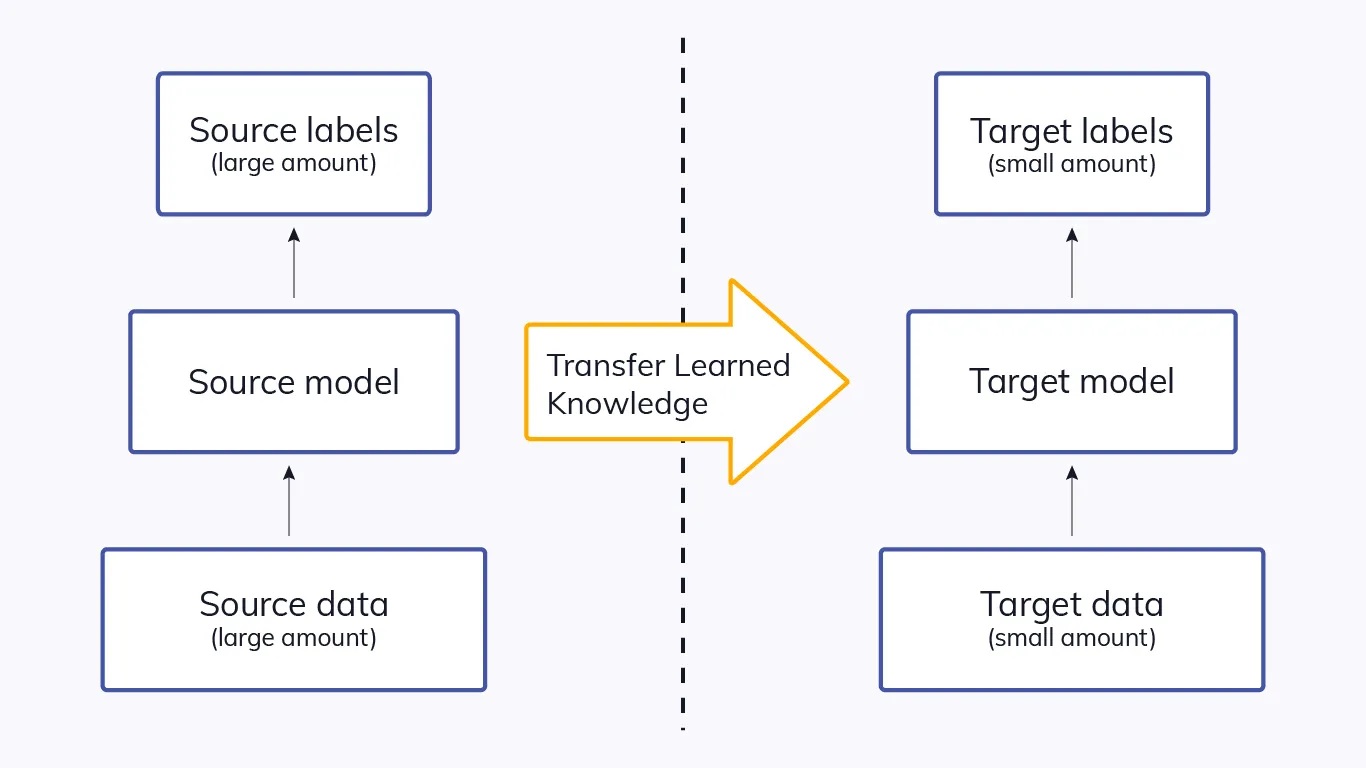 Source labels
(large amount)
Source model
Source data
(large amount)
Transfer Learned
Knowledge
Target labels
(small amount)
Target model
Target data
(small amount)